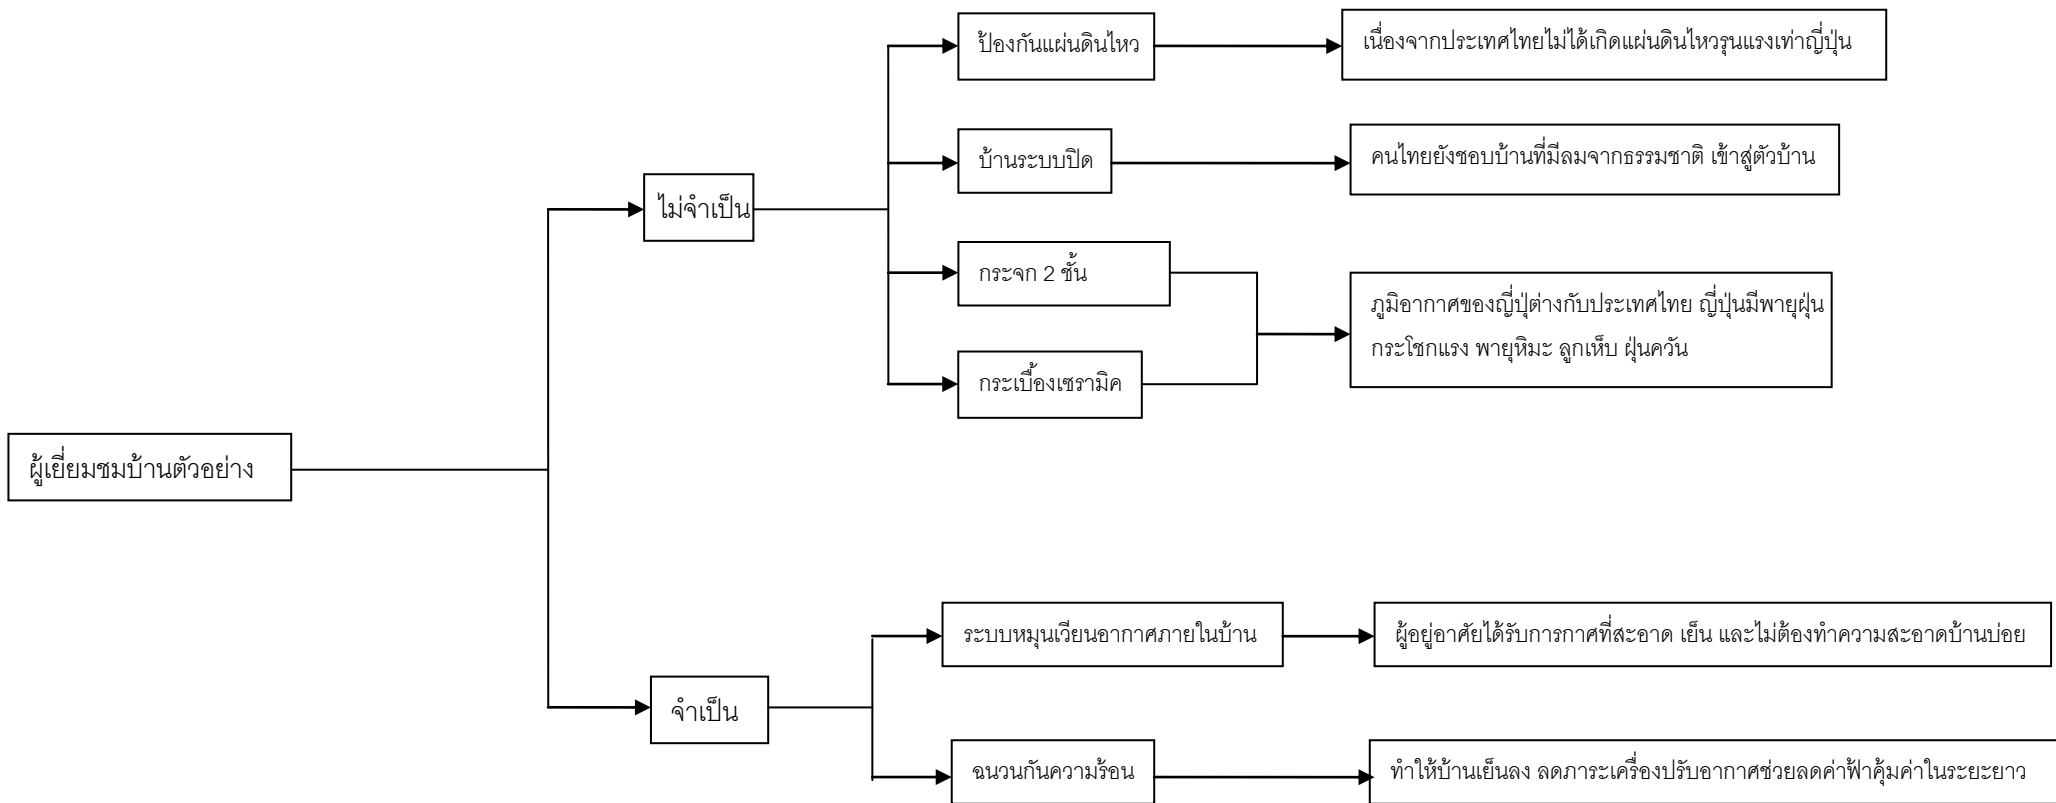 ป้องกันแผ่นดินไหว
เนื่องจากประเทศไทยไม่ได้เกิดแผ่นดินไหวรุนแรงเท่าญี่ปุ่น
บ้านระบบปิด
คนไทยยังชอบบ้านที่มีลมจากธรรมชาติ เข้าสู่ตัวบ้าน
ไม่จำเป็น
กระจก 2 ชั้น
ภูมิอากาศของญี่ปุ่ต่างกับประเทศไทย ญี่ปุ่นมีพายุฝุ่น
กระโชกแรง พายุหิมะ ลูกเห็บ ฝุ่นควัน
กระเบื้องเซรามิค
ผู้เยี่ยมชมบ้านตัวอย่าง
ระบบหมุนเวียนอากาศภายในบ้าน
ผู้อยู่อาศัยได้รับการกาศที่สะอาด เย็น และไม่ต้องทำความสะอาดบ้านบ่อย
จำเป็น
ฉนวนกันความร้อน
ทำให้บ้านเย็นลง ลดภาระเครื่องปรับอากาศช่วยลดค่าฟ้าคุ้มค่าในระยะยาว